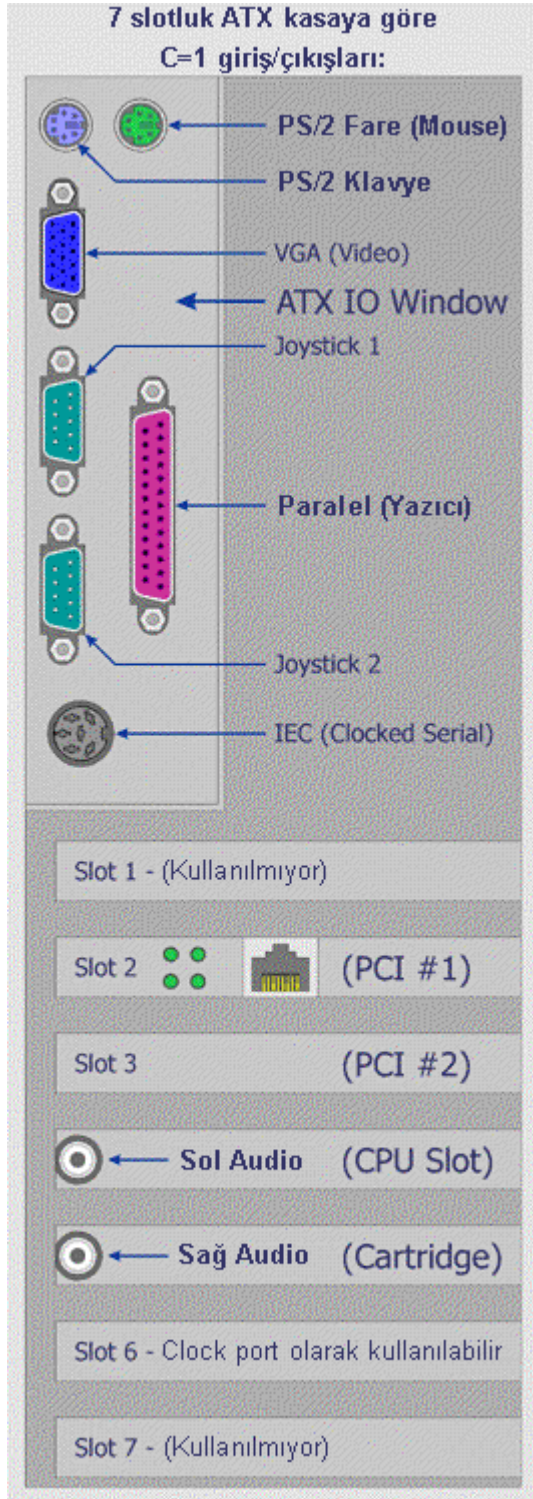 7 slotluk ATX kasaya göre
C=1 giriş/çıkışları:
PS/2 Fare (Mouse)
PS/2 Klavye
VGA (Video)
ATX IO Window
Joystick 1
Paralel (Yazıcı)
Joystick 2
IEC (Clocked Serial)
Slot 1 - (Kullanılmıyor)
Slot 2 (PCI #1)
Slot 3 (PCI #2)
Sol Audio (CPU Slot)
Sağ Audio (Cartridge)
Slot 6 - Clock port olarak kullanılabilir
Slot 7 - (Kullanılmıyor)